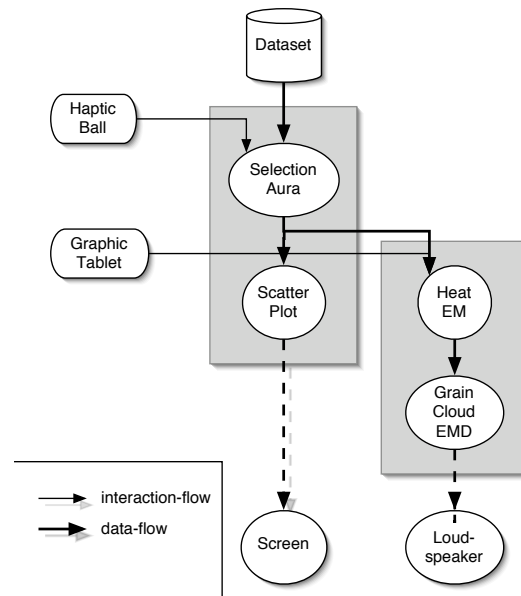 Dataset
Haptic
Ball
Selection
Aura
Graphic
Tablet
Scatter
Plot
Heat
EM
Grain
Cloud
EMD
interaction-flow
data-flow
Screen
Loud-
speaker